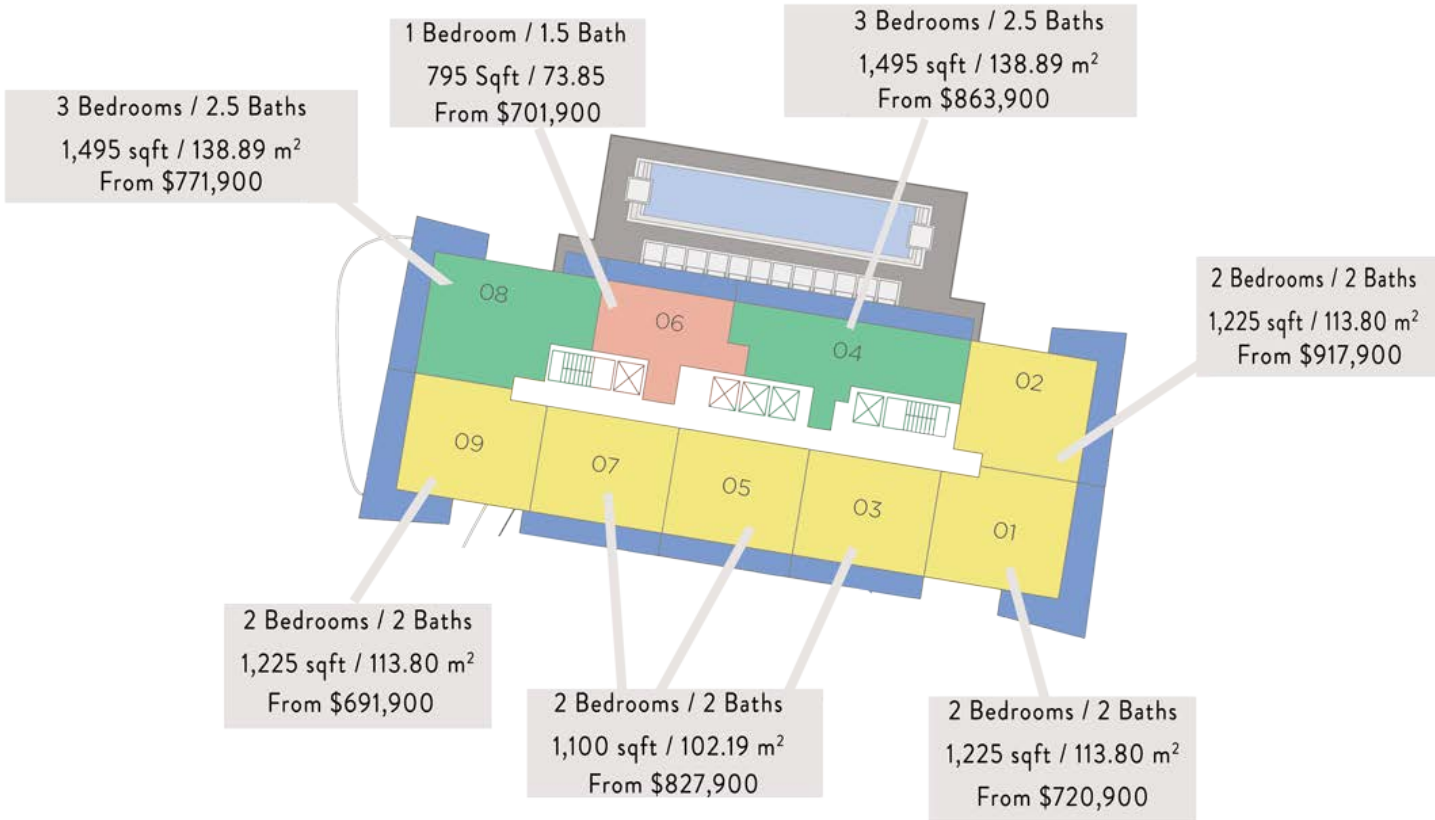 1 Bedroom / 1.5 Bath
795 Sqft / 73.85
From $701,900
3 Bedrooms / 2.5 Baths
1,495 sqft / 138.89 m²
From $863,900
3 Bedrooms / 2.5 Baths
1,495 sqft / 138.89 m²
From $771,900
2 Bedrooms / 2 Baths
1,225 sqft / 113.80 m²
From $917,900
08
06
04
02
09
07
05
03
01
2 Bedrooms / 2 Baths
1,225 sqft / 113.80 m²
From $691,900
2 Bedrooms / 2 Baths
1,100 sqft / 102.19 m²
From $827,900
2 Bedrooms / 2 Baths
1,225 sqft / 113.80 m²
From $720,900